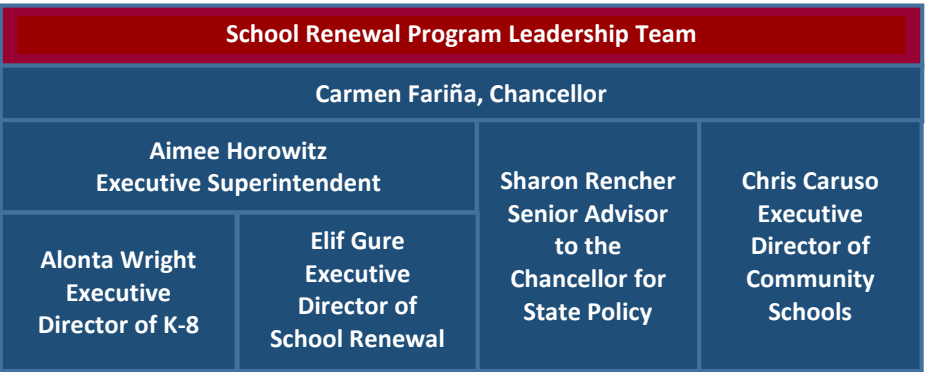 School Renewal Program Leadership Team
Carmen Fariña, Chancellor
Aimee Horowitz
Executive Superintendent
Alonta Wright
Executive
Director of K-8
Elif Gure
Executive
Director of
School Renewal
Sharon Rencher
Senior Advisor
to the
Chancellor for
State Policy
Chris Caruso
Executive
Director of
Community
Schools